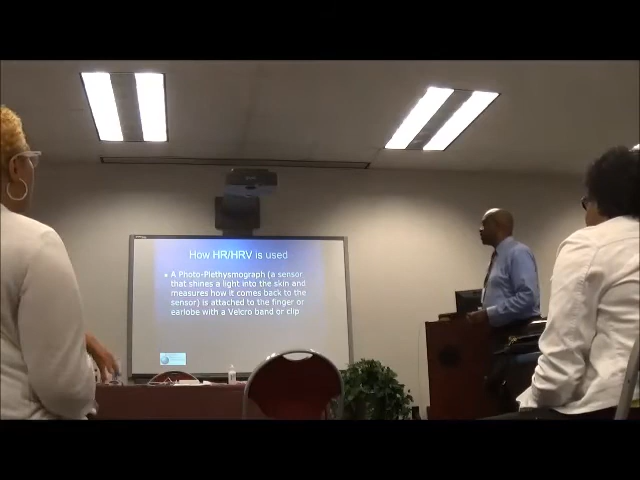 How HR/HRV is used
A Photo-Plethysmograph (a sensor
that shines a light into the skin and
measures how it comes back to the
sensor) is attached to the finger or
earlobe with a Velcro band or clip